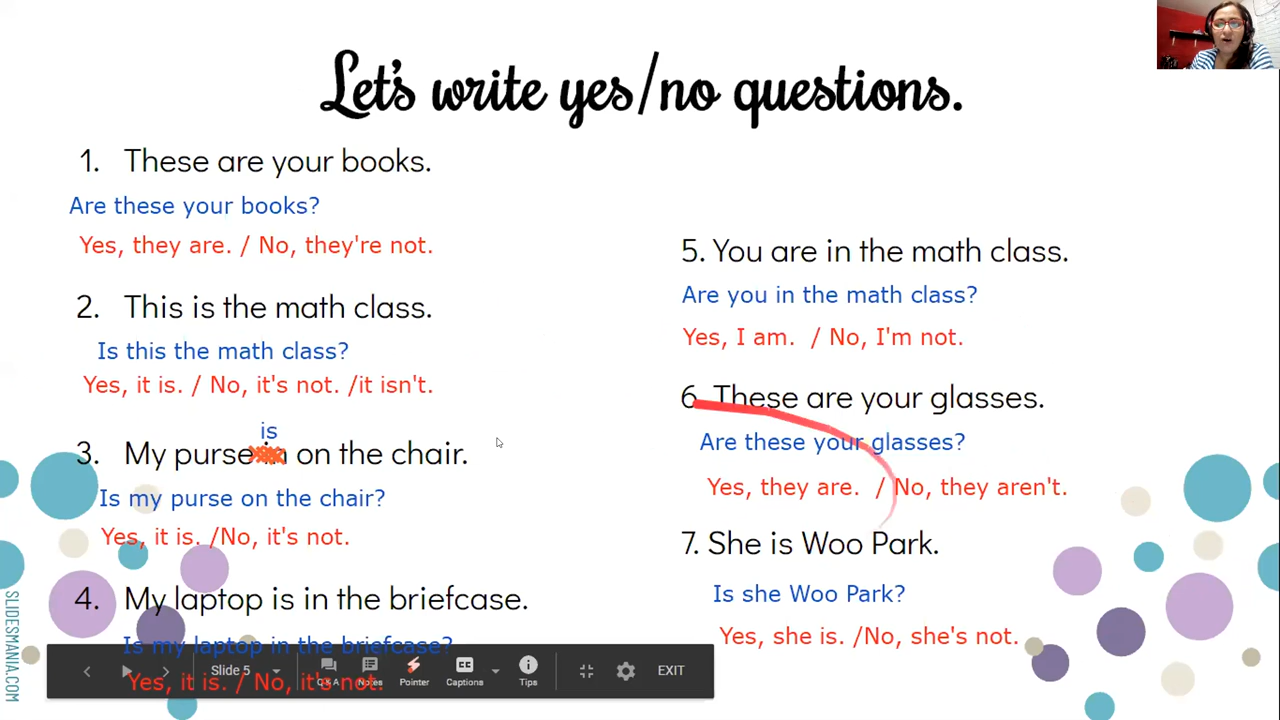 Let's write yes/no questions.
1. These are your books.
Are these your books?
Yes, they are. / No, they're not.
2. This is the math class.
Is this the math class?
Yes, it is. / No, it's not. /it isn't.
is
3. My purse in on the chair.
Is my purse on the chair?
Yes, it is. /No, it's not.
4. My laptop is in the briefcase.
Is my laptop in the briefcase?
Yes, it is. / No, it's not.
5. You are in the math class.
Are you in the math class?
Yes, I am. / No, I'm not.
6. These are your glasses.
Are these your glasses?
Yes, they are. / No, they aren't.
7. She is Woo Park.
Is she Woo Park?
Yes, she is. /No, she's not.
Slide 5
Q&A
Notes
Pointer
Captions
Tips
EXIT
SLIDESMANIA.COM